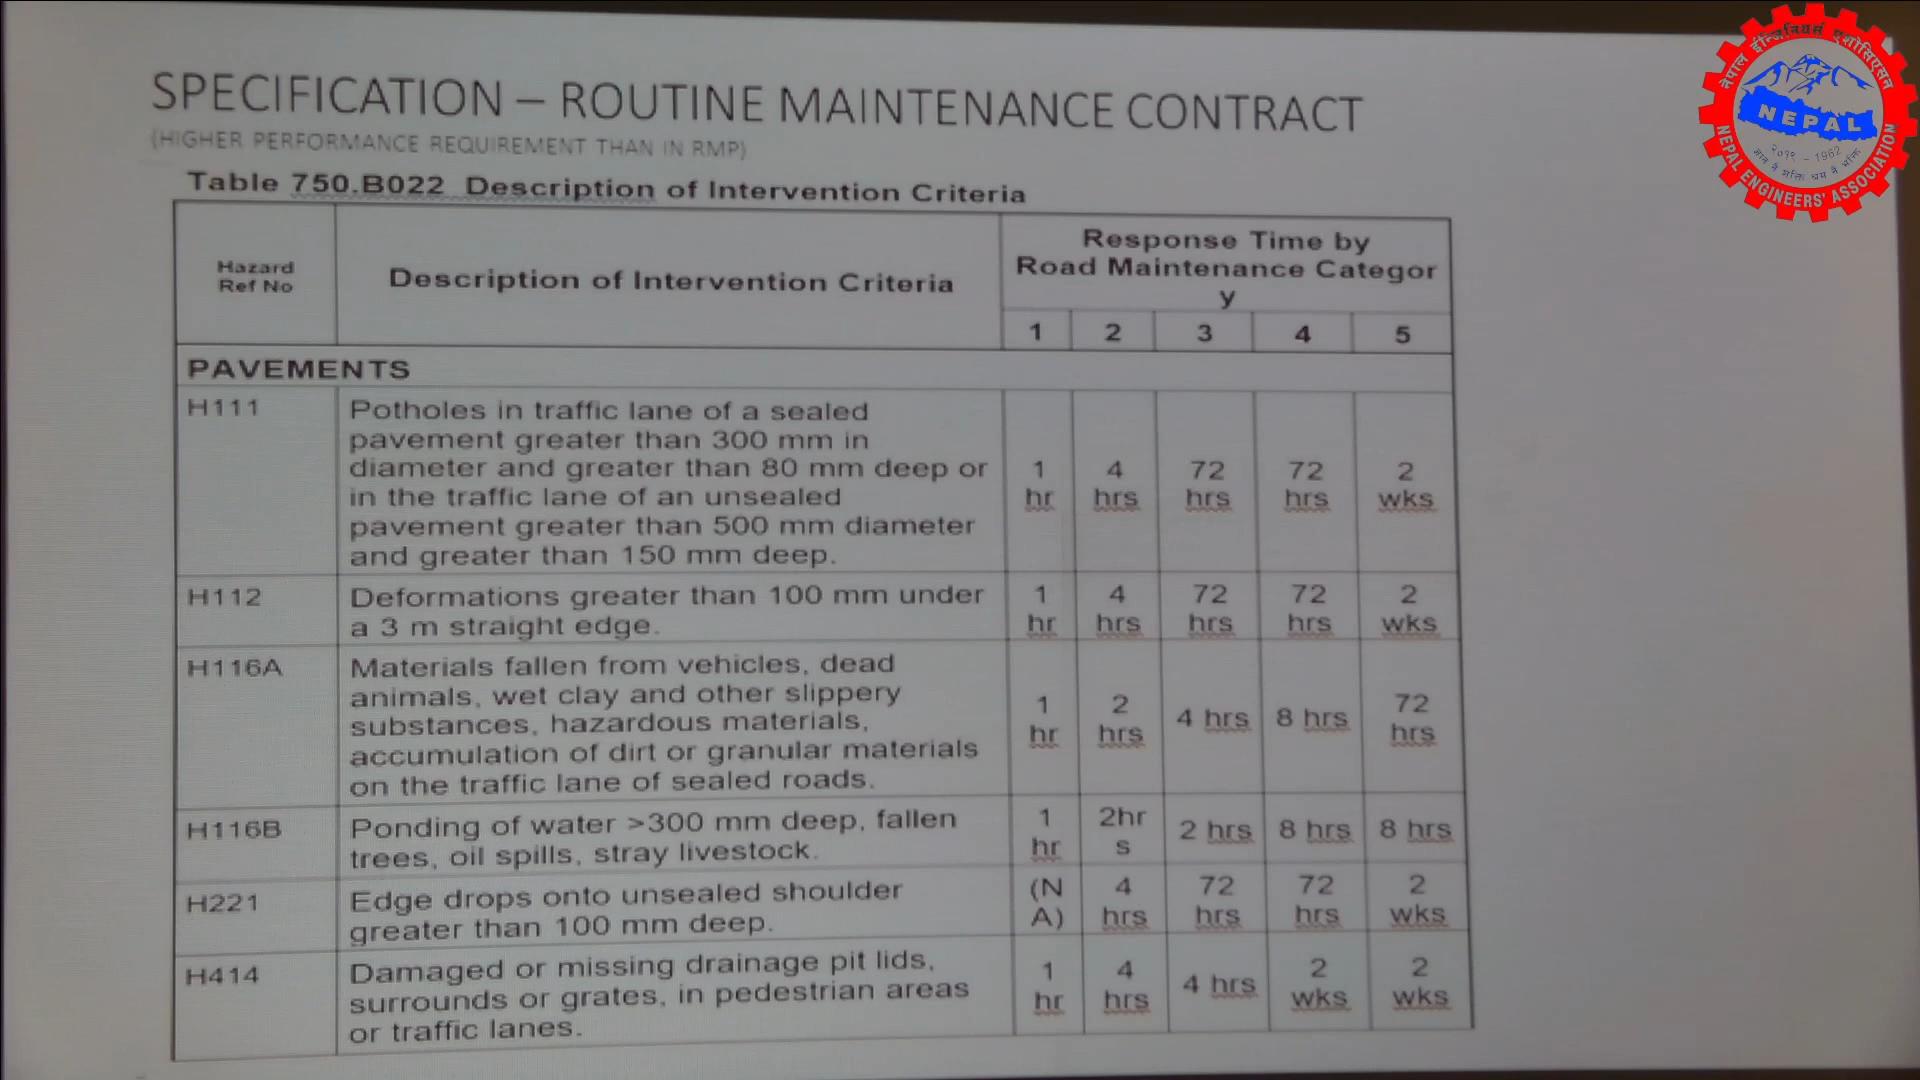 SPECIFICATION – ROUTINE MAINTENANCE CONTRACT
(HIGHER PERFORMANCE REQUIREMENT THAN IN RMP)
Table 750.B022 Description of Intervention Criteria
Hazard
Ref No
Description of Intervention Criteria
Response Time by
Road Maintenance Categor
y
1 2 3 4 5
PAVEMENTS
H111
Potholes in traffic lane of a sealed
pavement greater than 300 mm in
diameter and greater than 80 mm deep or
in the traffic lane of an unsealed
pavement greater than 500 mm diameter
and greater than 150 mm deep.
1 4 72 72 2
hr hrs hrs hrs wks
H112
Deformations greater than 100 mm under
a 3 m straight edge.
1 4 72 72 2
hr hrs hrs hrs wks
H116A
Materials fallen from vehicles, dead
animals, wet clay and other slippery
substances, hazardous materials,
accumulation of dirt or granular materials
on the traffic lane of sealed roads.
1 2 4 hrs 8 hrs 72
hr hrs hrs
H116B
Ponding of water >300 mm deep, fallen
trees, oil spills, stray livestock.
1 2hr 2 hrs 8 hrs 8 hrs
hr s
H221
Edge drops onto unsealed shoulder
greater than 100 mm deep.
(N 4 72 72 2
A) hrs hrs hrs wks
H414
Damaged or missing drainage pit lids,
surrounds or grates, in pedestrian areas
or traffic lanes.
1 4 4 hrs 2 2
hr hrs wks wks
नेपाल इन्जिनियर्स एशोसिएसन
NEPAL
२०१९ – 1962
NEPAL ENGINEERS' ASSOCIATION